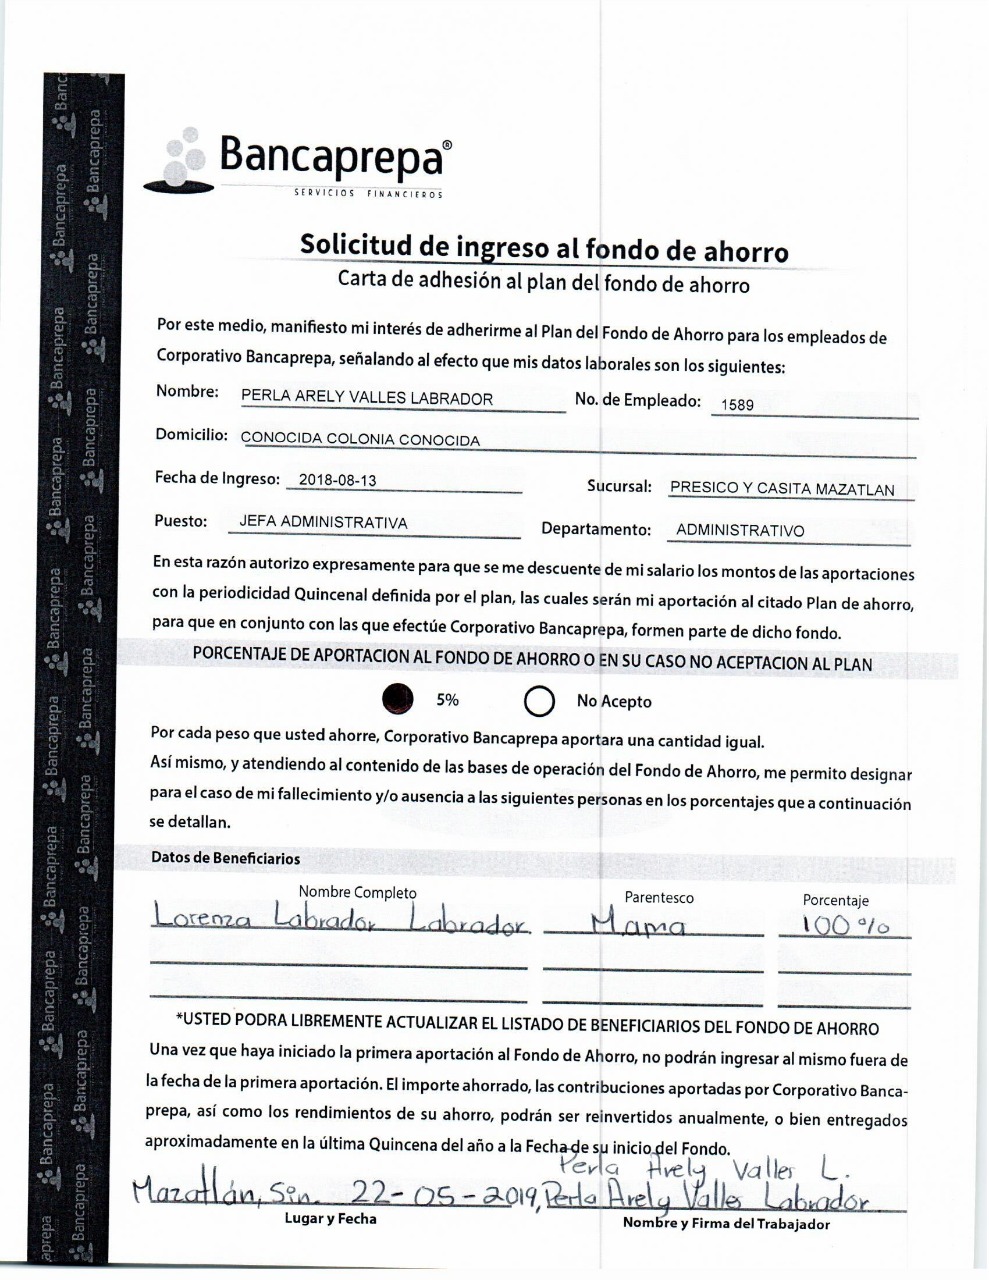 Bancaprepa®
SERVICIOS FINANCIEROS
Solicitud de ingreso al fondo de ahorro
Carta de adhesión al plan del fondo de ahorro
Por este medio, manifiesto mi interés de adherirme al Plan del Fondo de Ahorro para los empleados de
Corporativo Bancaprepa, señalando al efecto que mis datos laborales son los siguientes:
Nombre: PERLA ARELY VALLES LABRADOR No. de Empleado: 1589
Domicilio: CONOCIDA COLONIA CONOCIDA
Fecha de Ingreso: 2018-08-13 Sucursal: PRESICO Y CASITA MAZATLAN
Puesto: JEFA ADMINISTRATIVA Departamento: ADMINISTRATIVO
En esta razón autorizo expresamente para que se me descuente de mi salario los montos de las aportaciones
con la periodicidad Quincenal definida por el plan, las cuales serán mi aportación al citado Plan de ahorro,
para que en conjunto con las que efectúe Corporativo Bancaprepa, formen parte de dicho fondo.
PORCENTAJE DE APORTACION AL FONDO DE AHORRO O EN SU CASO NO ACEPTACION AL PLAN
5% No Acepto
Por cada peso que usted ahorre, Corporativo Bancaprepa aportara una cantidad igual.
Así mismo, y atendiendo al contenido de las bases de operación del Fondo de Ahorro, me permito designar
para el caso de mi fallecimiento y/o ausencia a las siguientes personas en los porcentajes que a continuación
se detallan.
Datos de Beneficiarios
Nombre Completo Parentesco Porcentaje
Lorenza Labrador Labrador Mama 100%
*USTED PODRA LIBREMENTE ACTUALIZAR EL LISTADO DE BENEFICIARIOS DEL FONDO DE AHORRO
Una vez que haya iniciado la primera aportación al Fondo de Ahorro, no podrán ingresar al mismo fuera de
la fecha de la primera aportación. El importe ahorrado, las contribuciones aportadas por Corporativo Banca-
prepa, así como los rendimientos de su ahorro, podrán ser reinvertidos anualmente, o bien entregados
aproximadamente en la última Quincena del año a la Fecha de su inicio del Fondo.
Perla Arely Valles L.
Mazatlán, Sin. 22-05-2019, Perla Arely Valles Labrador
Lugar y Fecha Nombre y Firma del Trabajador